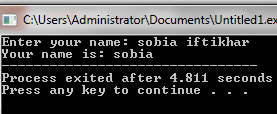 C:\Users\Administrator\Documents\Untitled1.ex
Enter your name: sobia iftikhar
Your name is: sobia
--------------------------------
Process exited after 4.811 seconds
Press any key to continue . . .